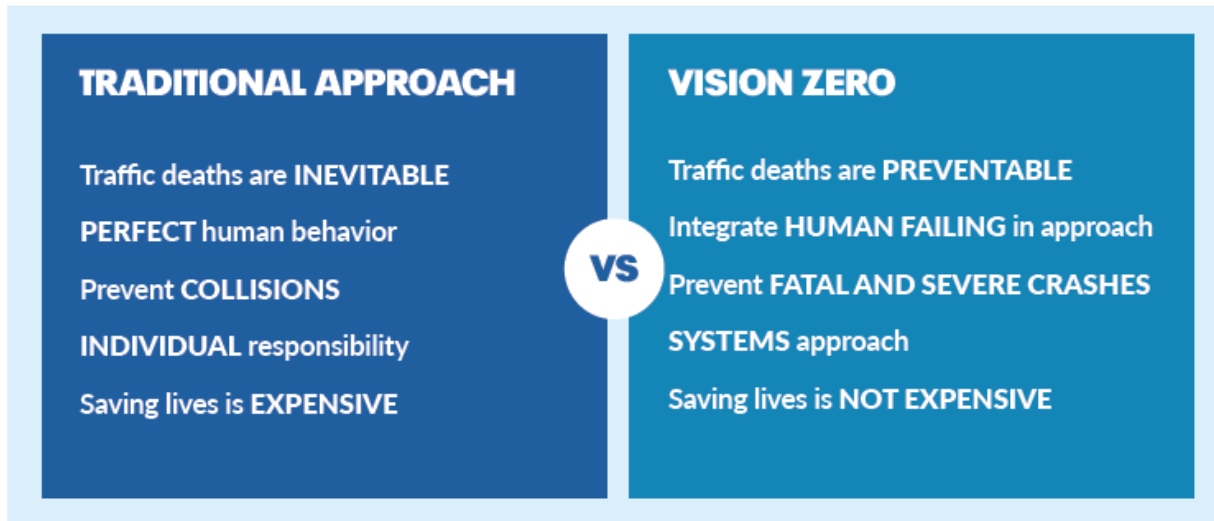 TRADITIONAL APPROACH
Traffic deaths are INEVITABLE
PERFECT human behavior
Prevent COLLISIONS
INDIVIDUAL responsibility
Saving lives is EXPENSIVE
VS
VISION ZERO
Traffic deaths are PREVENTABLE
Integrate HUMAN FAILING in approach
Prevent FATAL AND SEVERE CRASHES
SYSTEMS approach
Saving lives is NOT EXPENSIVE